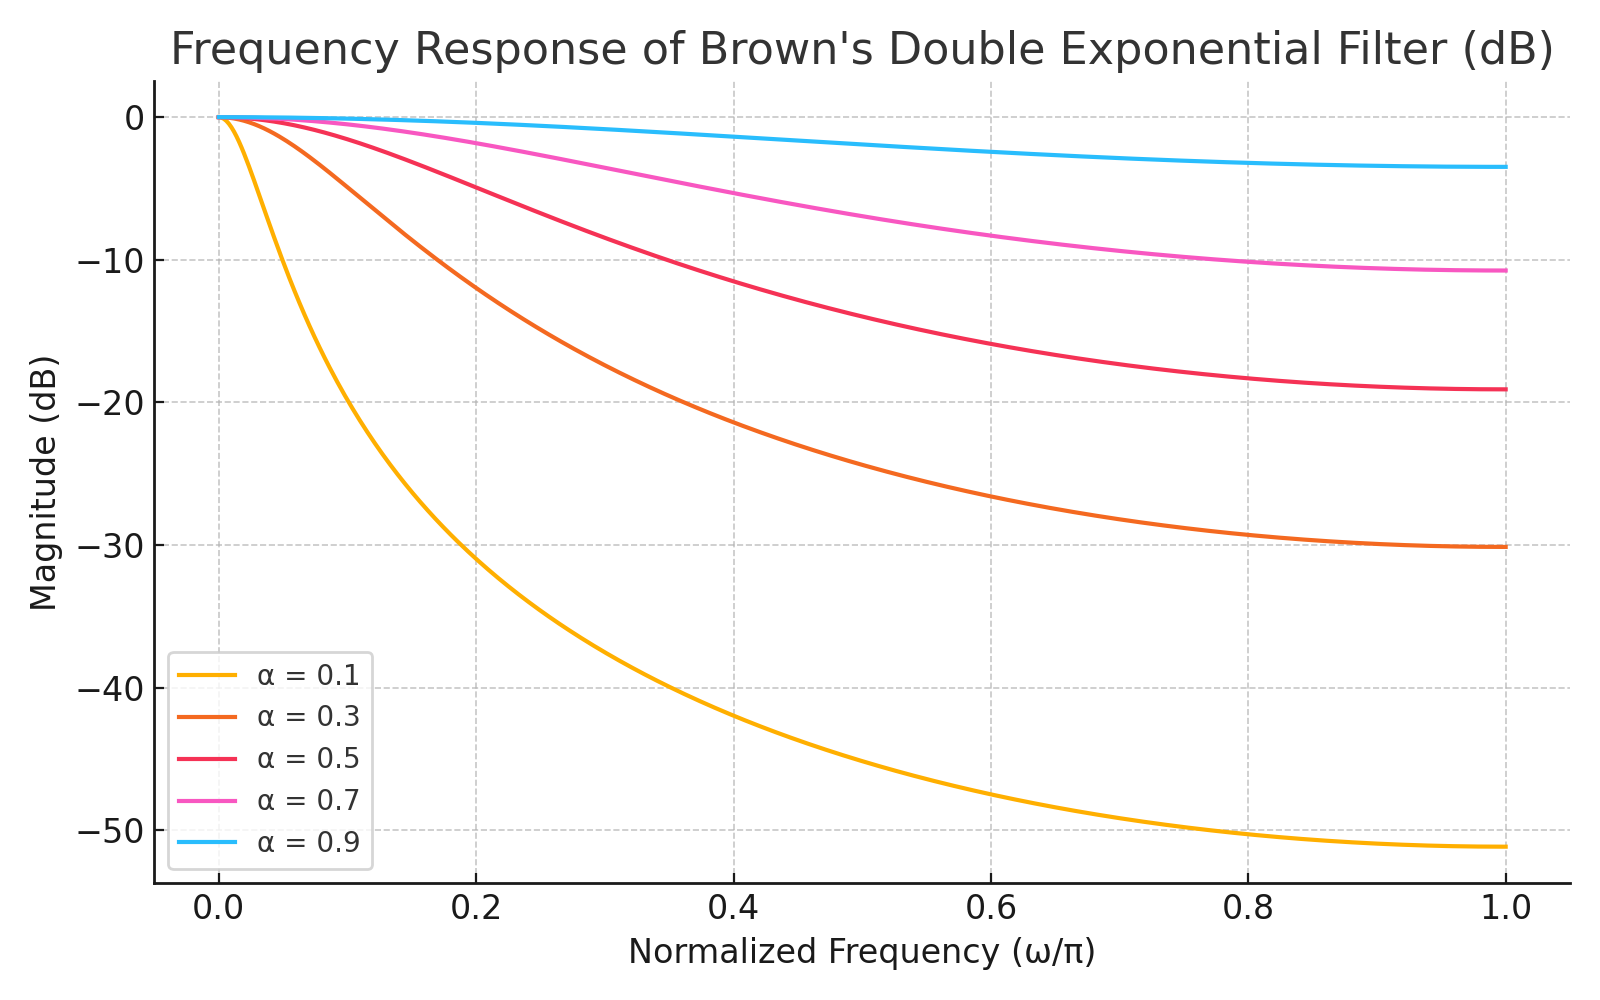 Frequency Response of Brown's Double Exponential Filter (dB)
Magnitude (dB)
0
−10
−20
−30
−40
−50
α = 0.1
α = 0.3
α = 0.5
α = 0.7
α = 0.9
0.0 0.2 0.4 0.6 0.8 1.0
Normalized Frequency (ω/π)